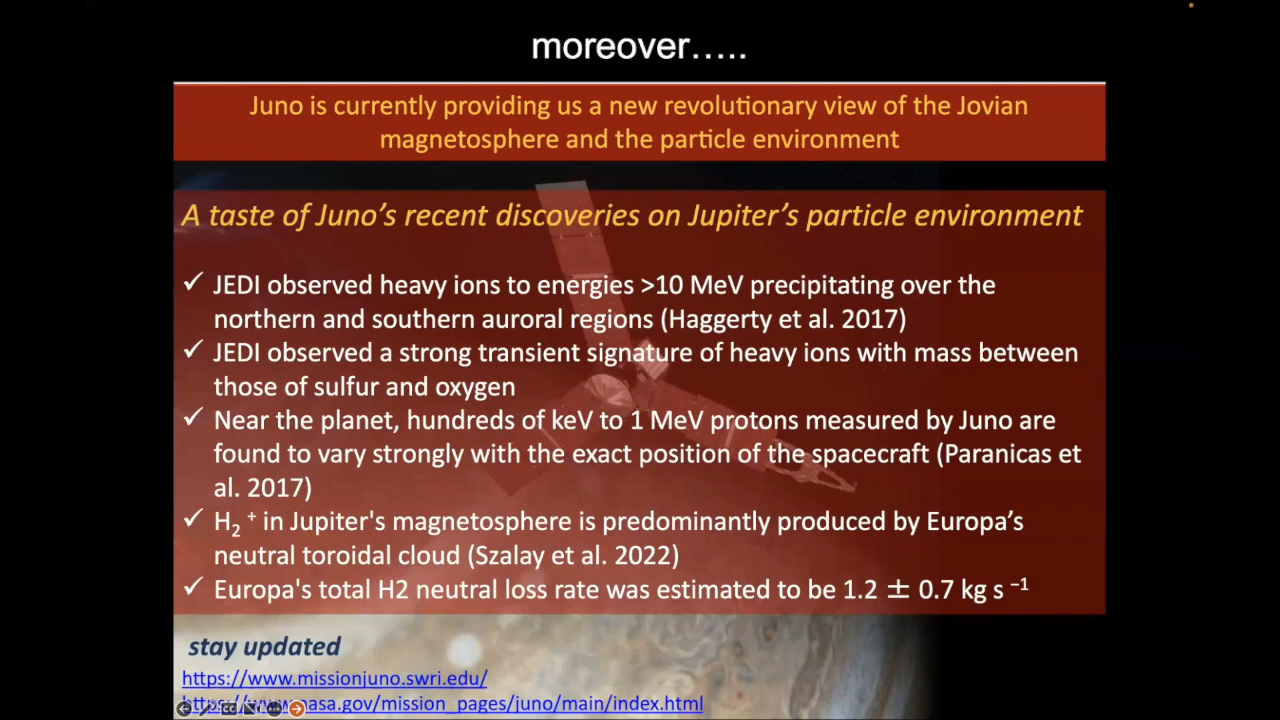 moreover.....
Juno is currently providing us a new revolutionary view of the Jovian
magnetosphere and the particle environment
A taste of Juno's recent discoveries on Jupiter's particle environment
✓ JEDI observed heavy ions to energies >10 MeV precipitating over the
northern and southern auroral regions (Haggerty et al. 2017)
✓ JEDI observed a strong transient signature of heavy ions with mass between
those of sulfur and oxygen
✓ Near the planet, hundreds of keV to 1 MeV protons measured by Juno are
found to vary strongly with the exact position of the spacecraft (Paranicas et
al. 2017)
✓ H₂⁺ in Jupiter's magnetosphere is predominantly produced by Europa's
neutral toroidal cloud (Szalay et al. 2022)
✓ Europa's total H2 neutral loss rate was estimated to be 1.2 ± 0.7 kg s⁻¹
stay updated
https://www.missionjuno.swri.edu/
https://www.nasa.gov/mission_pages/juno/main/index.html